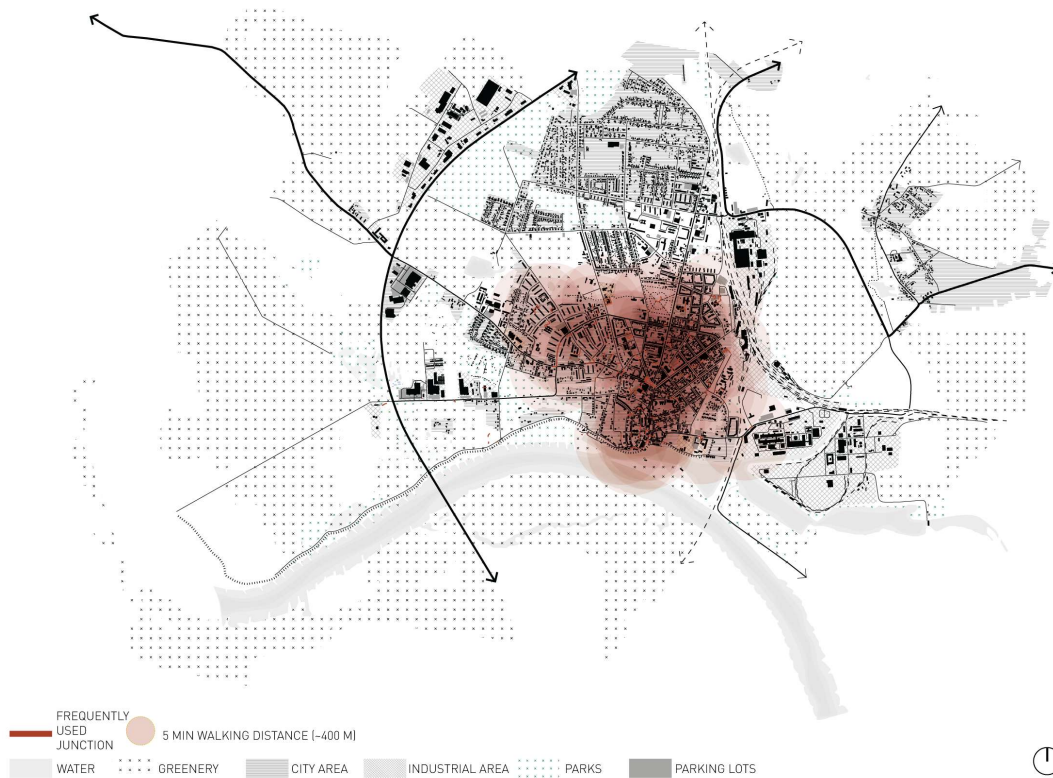 FREQUENTLY
USED
JUNCTION
5 MIN WALKING DISTANCE (~400 M)
WATER
GREENERY
CITY AREA
INDUSTRIAL AREA
PARKS
PARKING LOTS